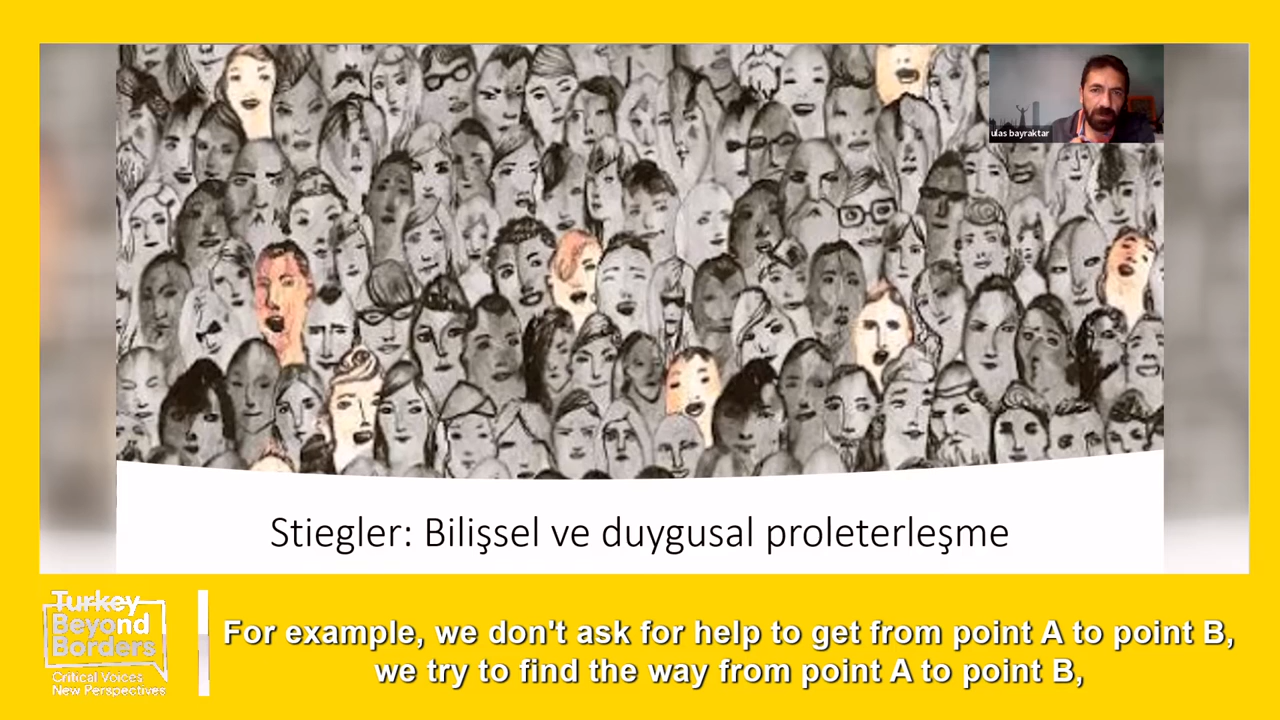 ulas bayraktar
Stiegler: Bilişsel ve duygusal proleterleşme
Turkey
Beyond
Borders
Critical Voices
New Perspectives
For example, we don't ask for help to get from point A to point B,
we try to find the way from point A to point B,